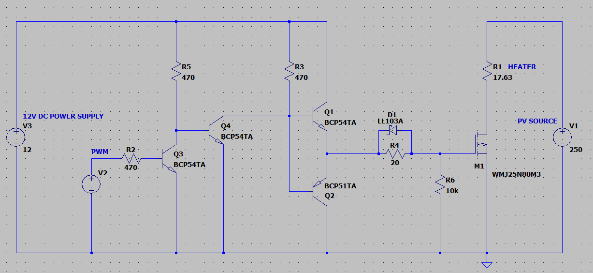 R5
470
R3
470
R1 HEATER
17.63
12V DC POWER SUPPLY
V3
12
PWM
V2
R2
470
Q3
BCP54TA
Q4
BCP54TA
Q1
BCP54TA
BCP51TA
Q2
D1
LL103A
R4
20
R6
10k
M1
WMJ25N80M3
PV SOURCE
V1
250